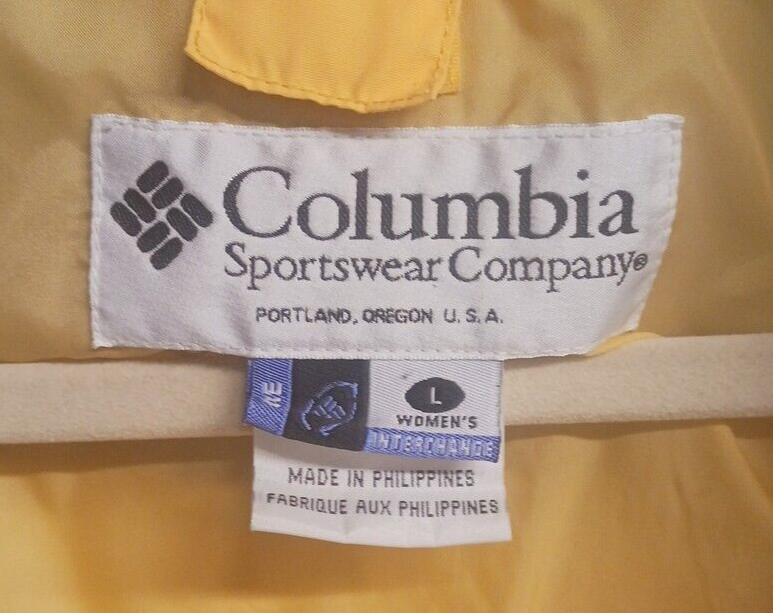 Columbia
Sportswear Company®
PORTLAND, OREGON U.S.A.
L
WOMEN'S
INTERCHANGE
MADE IN PHILIPPINES
FABRIQUE AUX PHILIPPINES